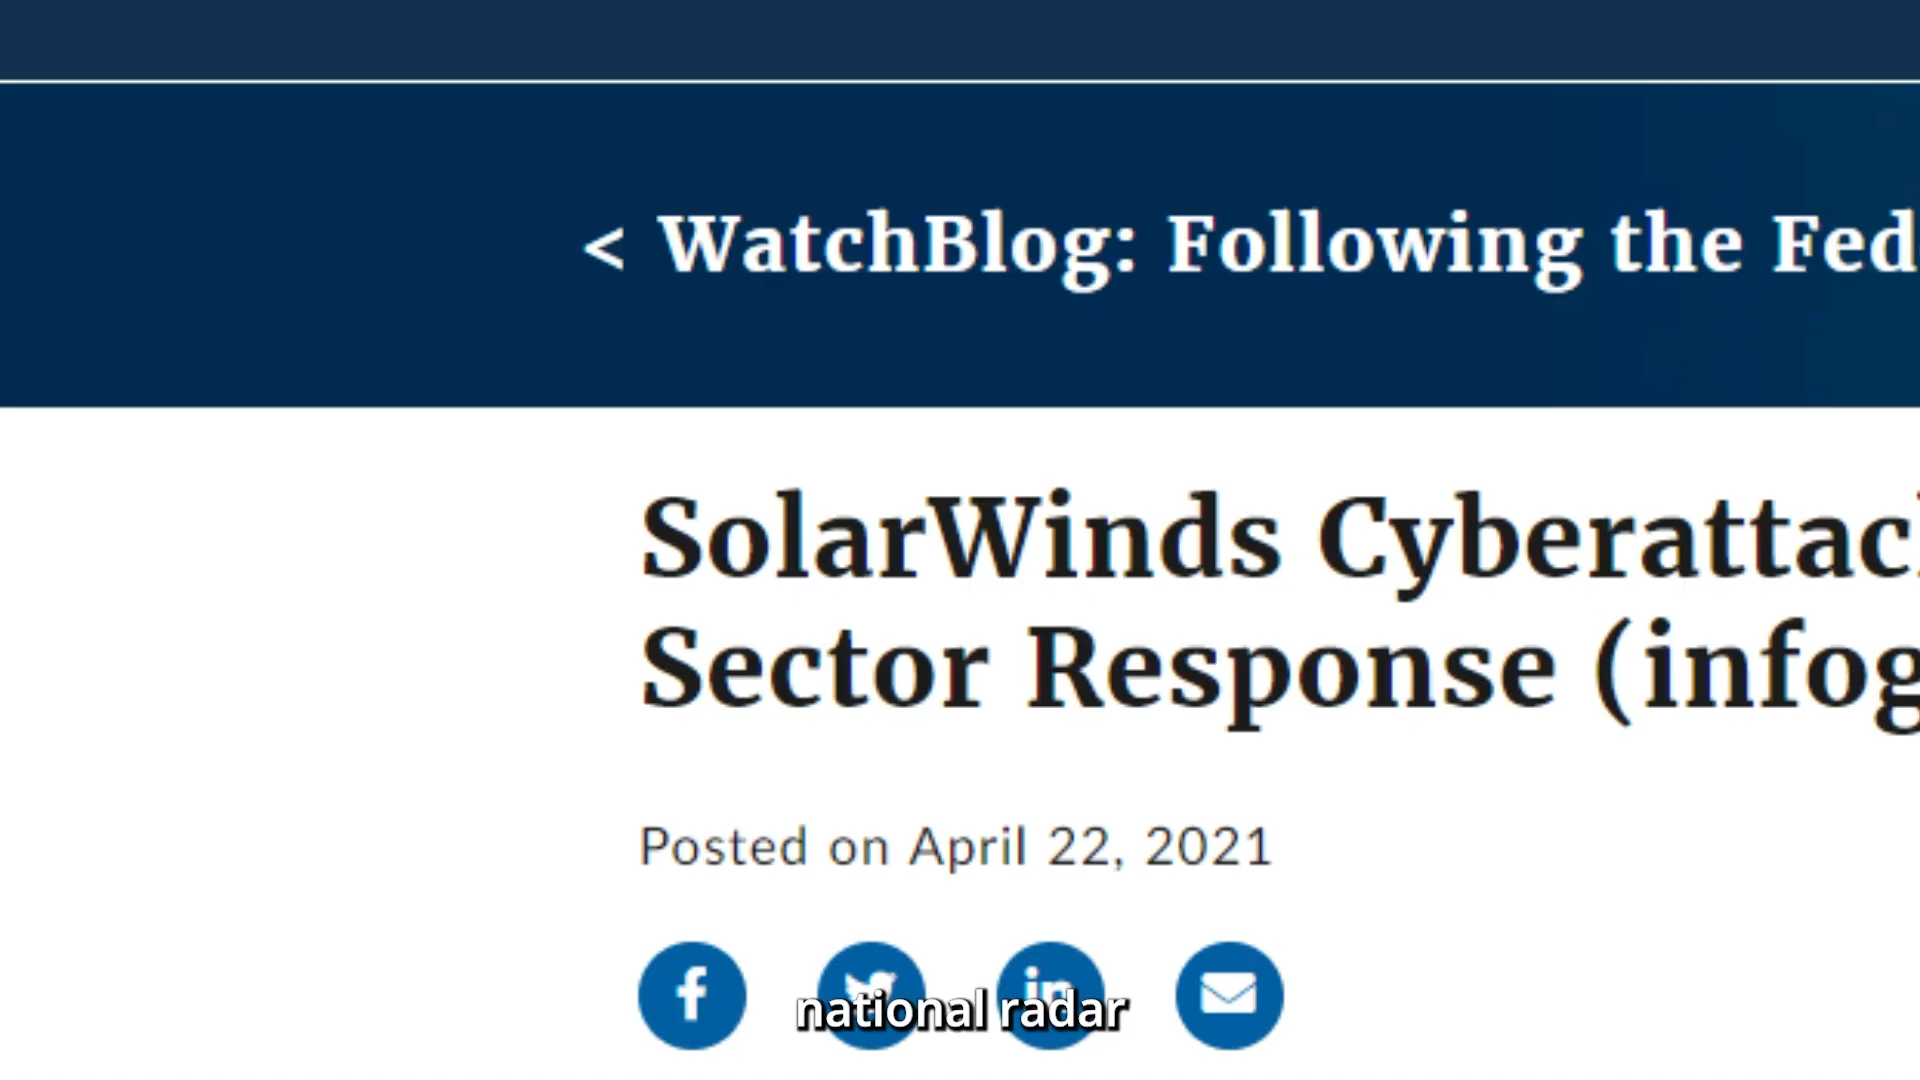 < WatchBlog: Following the Fed
SolarWinds Cyberattac
Sector Response (infog
Posted on April 22, 2021
national radar